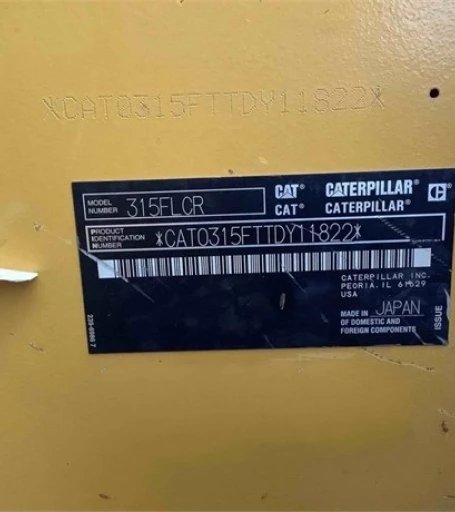 *CAT0315FTTDY11822*
MODEL NUMBER 315FLCR
CAT® CATERPILLAR® C
CAT® CATERPILLAR®
PRODUCT IDENTIFICATION NUMBER *CAT0315FTTDY11822*
CATERPILLAR INC.
PEORIA, IL 61629
USA
MADE IN JAPAN
OF DOMESTIC AND
FOREIGN COMPONENTS
ISSUE